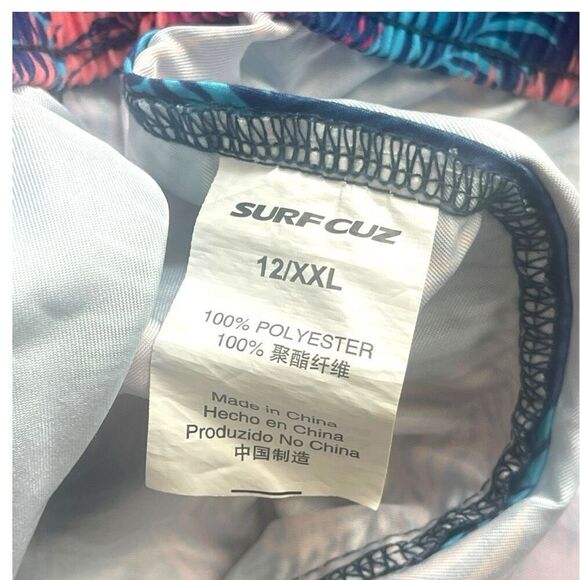 SURF CUZ
12/XXL
100% POLYESTER
100% 聚酯纤维
Made in China
Hecho en China
Produzido No China
中国制造